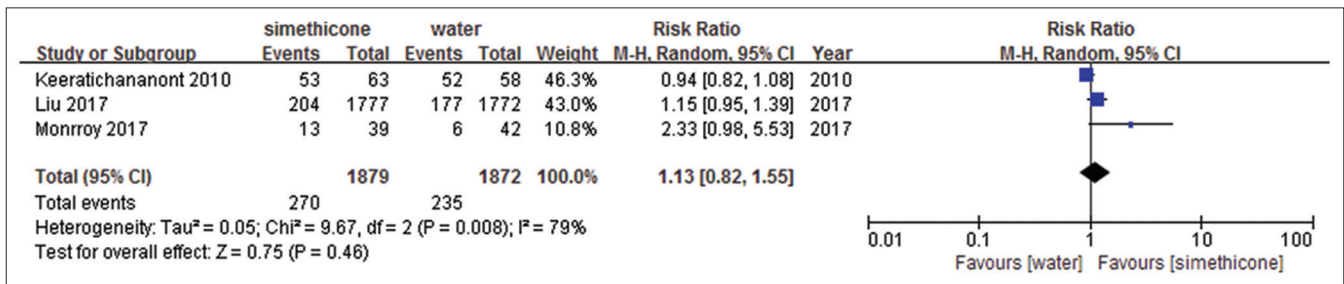 simethicone water Risk Ratio Risk Ratio
Study or Subgroup Events Total Events Total Weight M-H, Random, 95% CI Year M-H, Random, 95% CI
Keeratichananont 2010 53 63 52 58 46.3% 0.94 [0.82, 1.08] 2010
Liu 2017 204 1777 177 1772 43.0% 1.15 [0.95, 1.39] 2017
Monrroy 2017 13 39 6 42 10.8% 2.33 [0.98, 5.53] 2017
Total (95% CI) 1879 1872 100.0% 1.13 [0.82, 1.55]
Total events 270 235
Heterogeneity: Tau² = 0.05; Chi² = 9.67, df = 2 (P = 0.008); I² = 79%
Test for overall effect: Z = 0.75 (P = 0.46)
0.01 0.1 1 10 100
Favours [water] Favours [simethicone]